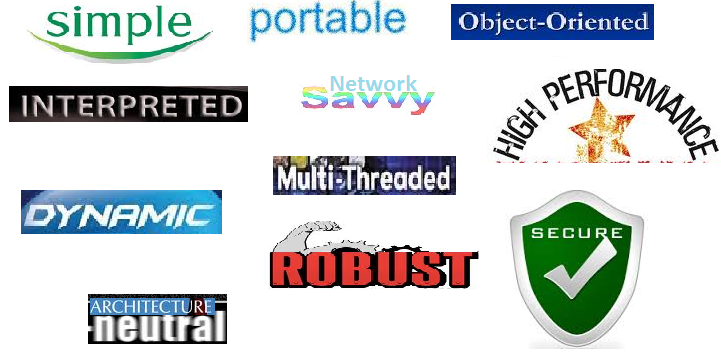 simple
portable
Object-Oriented
INTERPRETED
Network
Savvy
HIGH PERFORMANCE
Multi-Threaded
DYNAMIC
SECURE
ROBUST
ARCHITECTURE
-neutral